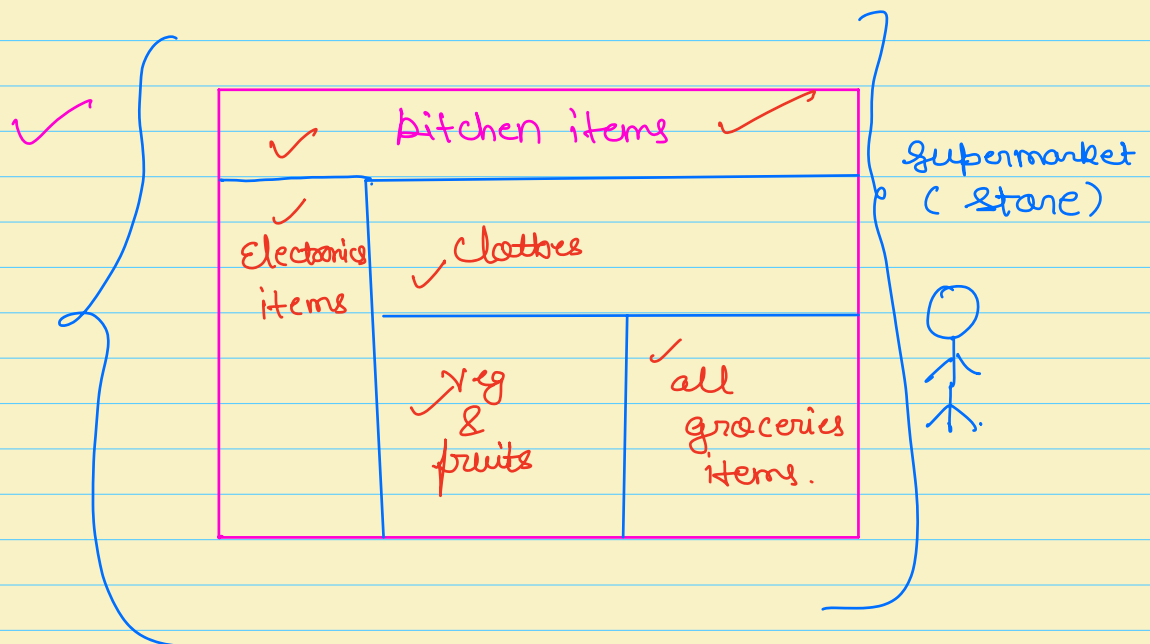 kitchen items
Supermarket
( Store)
Electronics
items
Clothes
veg
&
fruits
all
groceries
items.